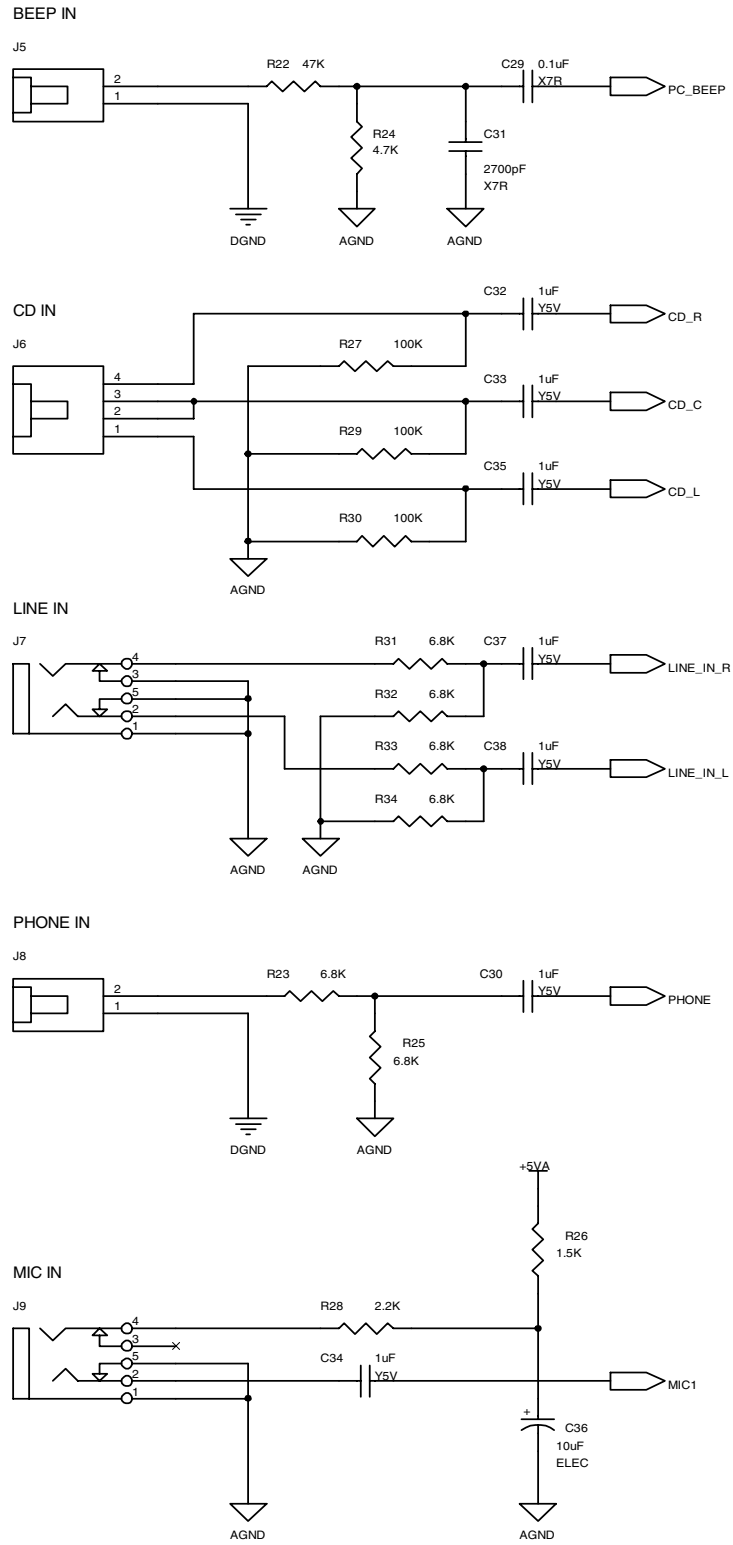 BEEP IN
J5
R22 47K
C29 0.1uF
X7R
2
1
PC_BEEP
R24
4.7K
C31
2700pF
X7R
DGND
AGND
AGND
CD IN
J6
C32 1uF
Y5V
CD_R
R27 100K
4
3
2
1
C33 1uF
Y5V
CD_C
R29 100K
C35 1uF
Y5V
CD_L
R30 100K
AGND
LINE IN
J7
R31 6.8K
C37 1uF
Y5V
LINE_IN_R
4
3
5
2
1
R32 6.8K
R33 6.8K
C38 1uF
Y5V
LINE_IN_L
R34 6.8K
AGND
AGND
PHONE IN
J8
R23 6.8K
C30 1uF
Y5V
2
1
PHONE
R25
6.8K
DGND
AGND
+5VA
R26
1.5K
MIC IN
J9
R28 2.2K
4
3
5
2
1
C34 1uF
Y5V
MIC1
+
C36
10uF
ELEC
AGND
AGND